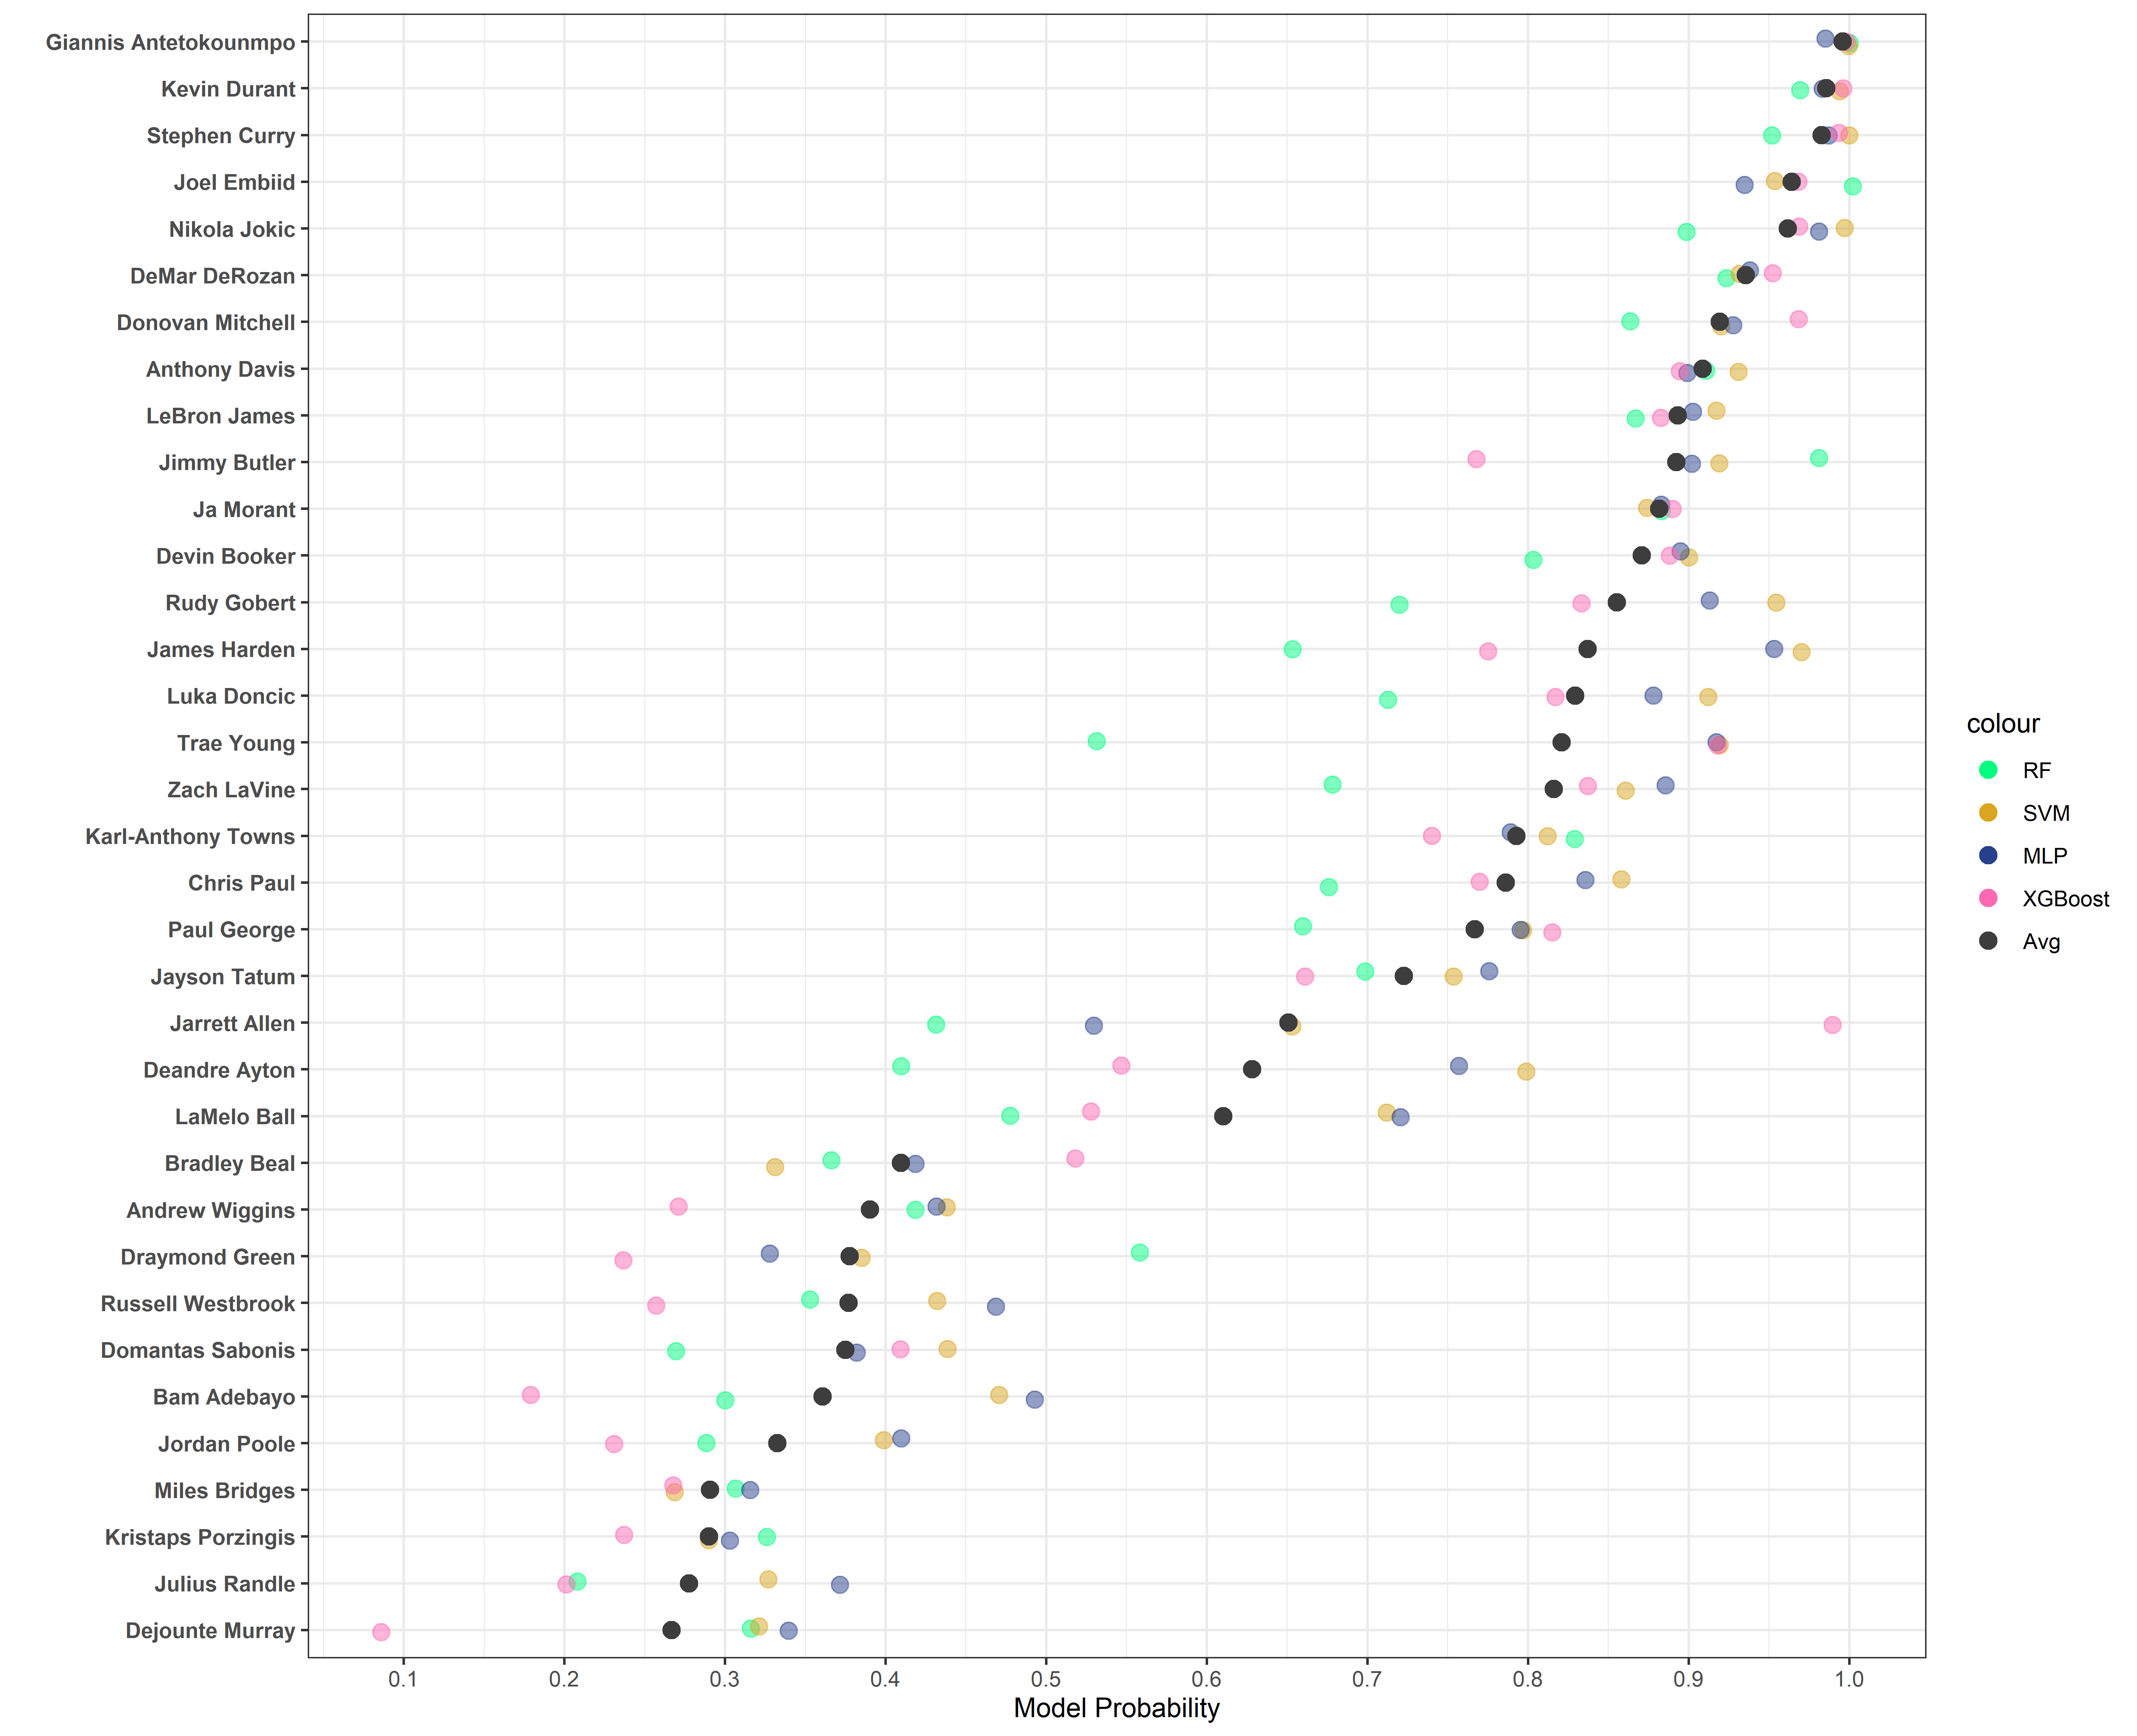 Giannis Antetokounmpo
Kevin Durant
Stephen Curry
Joel Embiid
Nikola Jokic
DeMar DeRozan
Donovan Mitchell
Anthony Davis
LeBron James
Jimmy Butler
Ja Morant
Devin Booker
Rudy Gobert
James Harden
Luka Doncic
Trae Young
Zach LaVine
Karl-Anthony Towns
Chris Paul
Paul George
Jayson Tatum
Jarrett Allen
Deandre Ayton
LaMelo Ball
Bradley Beal
Andrew Wiggins
Draymond Green
Russell Westbrook
Domantas Sabonis
Bam Adebayo
Jordan Poole
Miles Bridges
Kristaps Porzingis
Julius Randle
Dejounte Murray
0.1 0.2 0.3 0.4 0.5 0.6 0.7 0.8 0.9 1.0
Model Probability
colour
RF
SVM
MLP
XGBoost
Avg